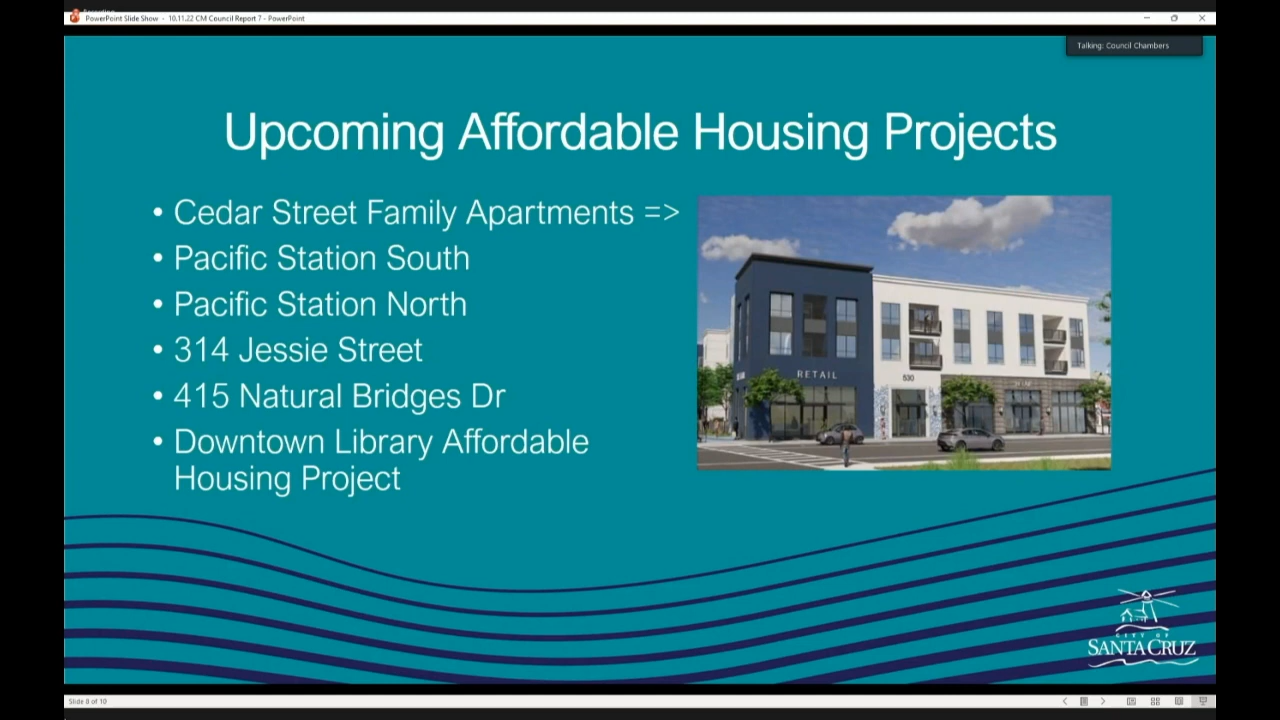 PowerPoint Slide Show - 10.11.22 CM Council Report 7 - PowerPoint
Talking: Council Chambers
Upcoming Affordable Housing Projects
• Cedar Street Family Apartments =>
• Pacific Station South
• Pacific Station North
• 314 Jessie Street
• 415 Natural Bridges Dr
• Downtown Library Affordable
Housing Project
RETAIL
530
CITY OF
SANTA CRUZ
Slide 8 of 10